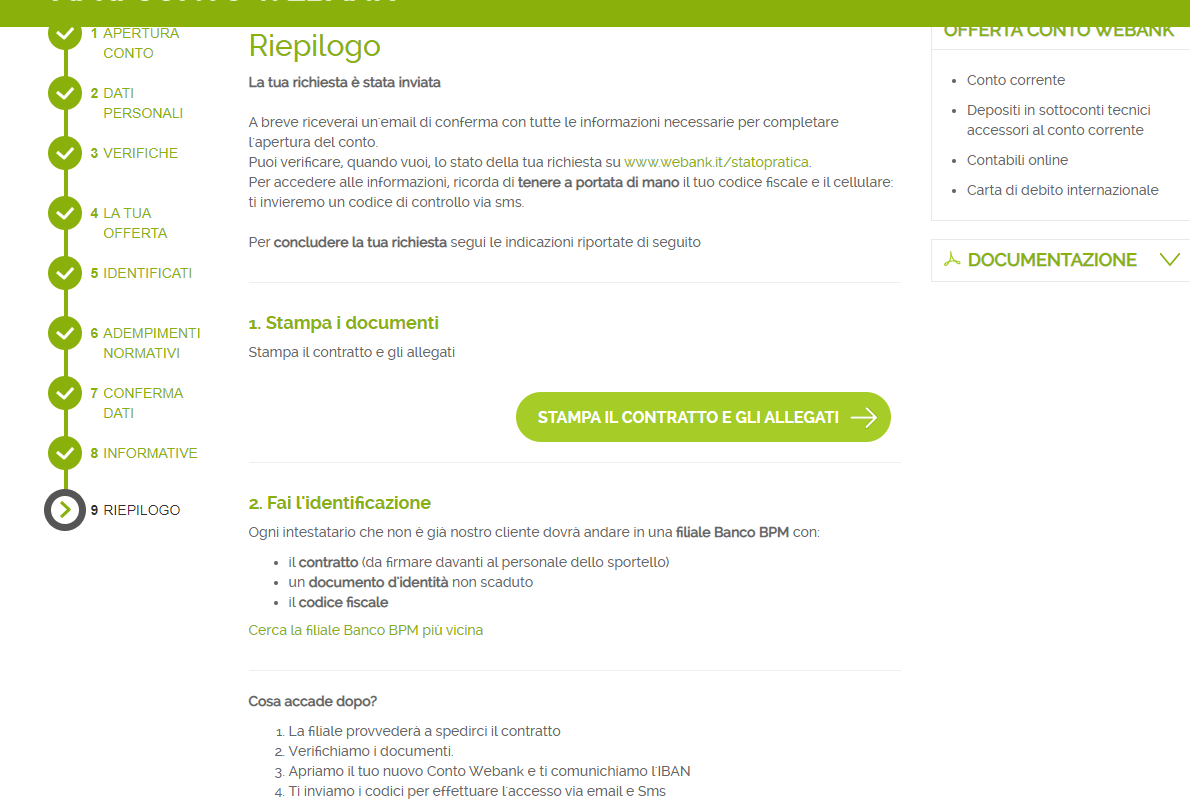 1 APERTURA
CONTO
2 DATI
PERSONALI
3 VERIFICHE
4 LA TUA
OFFERTA
5 IDENTIFICATI
6 ADEMPIMENTI
NORMATIVI
7 CONFERMA
DATI
8 INFORMATIVE
9 RIEPILOGO
Riepilogo
La tua richiesta è stata inviata
A breve riceverai un'email di conferma con tutte le informazioni necessarie per completare
l'apertura del conto.
Puoi verificare, quando vuoi, lo stato della tua richiesta su www.webank.it/statopratica.
Per accedere alle informazioni, ricorda di tenere a portata di mano il tuo codice fiscale e il cellulare:
ti invieremo un codice di controllo via sms.
Per concludere la tua richiesta segui le indicazioni riportate di seguito
1. Stampa i documenti
Stampa il contratto e gli allegati
STAMPA IL CONTRATTO E GLI ALLEGATI
2. Fai l'identificazione
Ogni intestatario che non è già nostro cliente dovrà andare in una filiale Banco BPM con:
• il contratto (da firmare davanti al personale dello sportello)
• un documento d'identità non scaduto
• il codice fiscale
Cerca la filiale Banco BPM più vicina
Cosa accade dopo?
1. La filiale provvederà a spedirci il contratto
2. Verifichiamo i documenti.
3. Apriamo il tuo nuovo Conto Webank e ti comunichiamo l'IBAN
4. Ti inviamo i codici per effettuare l'accesso via email e Sms
OFFERTA CONTO WEBANK
• Conto corrente
• Depositi in sottoconti tecnici
accessori al conto corrente
• Contabili online
• Carta di debito internazionale
DOCUMENTAZIONE